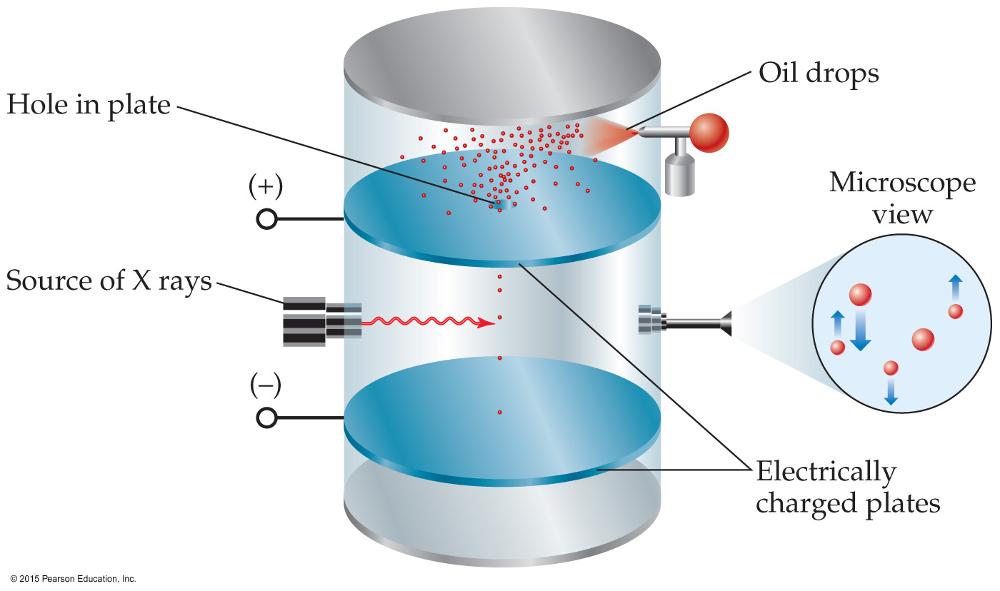 Oil drops
Hole in plate
(+)
Microscope
view
Source of X rays
(–)
Electrically
charged plates
© 2015 Pearson Education, Inc.